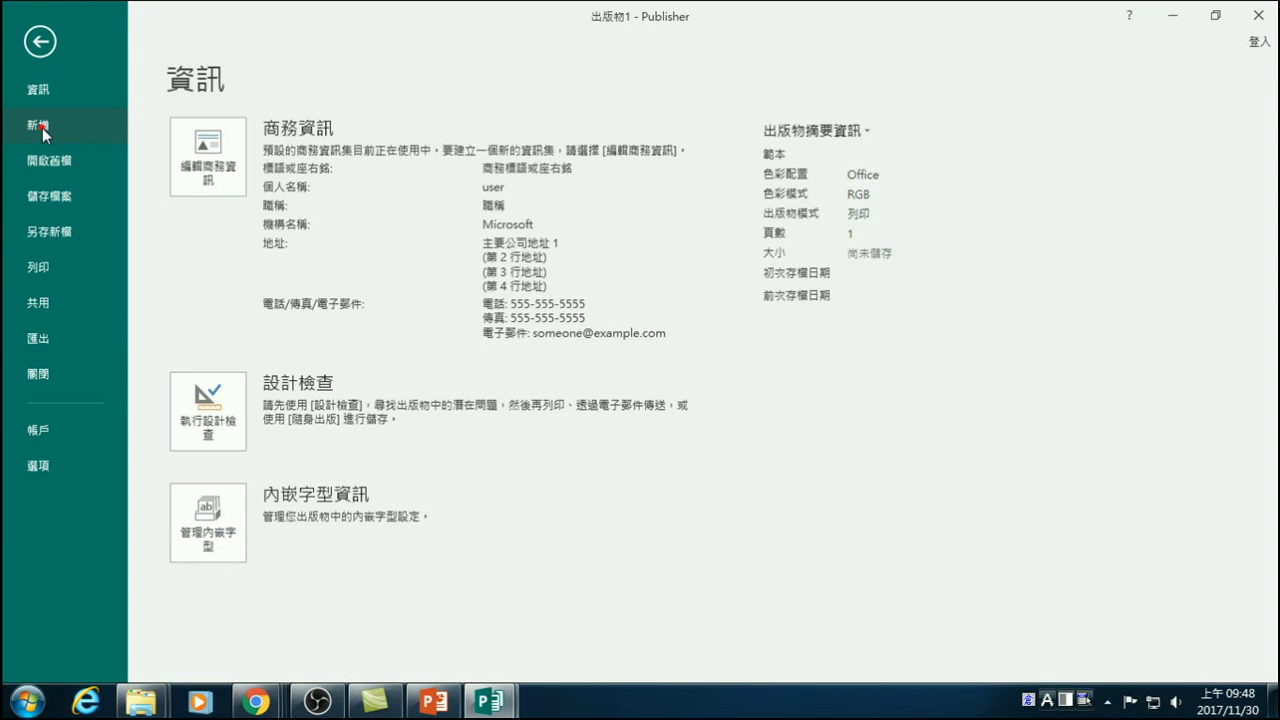 出版物1 - Publisher
?
登入
資訊
新增
開啟舊檔
儲存檔案
另存新檔
列印
共用
匯出
關閉
帳戶
選項
資訊
編輯商務資
訊
商務資訊
預設的商務資訊集目前正在使用中。要建立一個新的資訊集，請選擇 [編輯商務資訊]。
標語或座右銘: 商務標語或座右銘
個人名稱: user
職稱: 職稱
機構名稱: Microsoft
地址: 主要公司地址 1
(第 2 行地址)
(第 3 行地址)
(第 4 行地址)
電話/傳真/電子郵件: 電話: 555-555-5555
傳真: 555-555-5555
電子郵件: someone@example.com
執行設計檢
查
設計檢查
請先使用 [設計檢查]，尋找出版物中的潛在問題，然後再列印、透過電子郵件傳送，或
使用 [隨身出版] 進行儲存。
管理內嵌字
型
內嵌字型資訊
管理您出版物中的內嵌字型設定。
出版物摘要資訊
範本
色彩配置 Office
色彩模式 RGB
出版物模式 列印
頁數 1
大小 尚未儲存
初次存檔日期
前次存檔日期
上午 09:48
2017/11/30